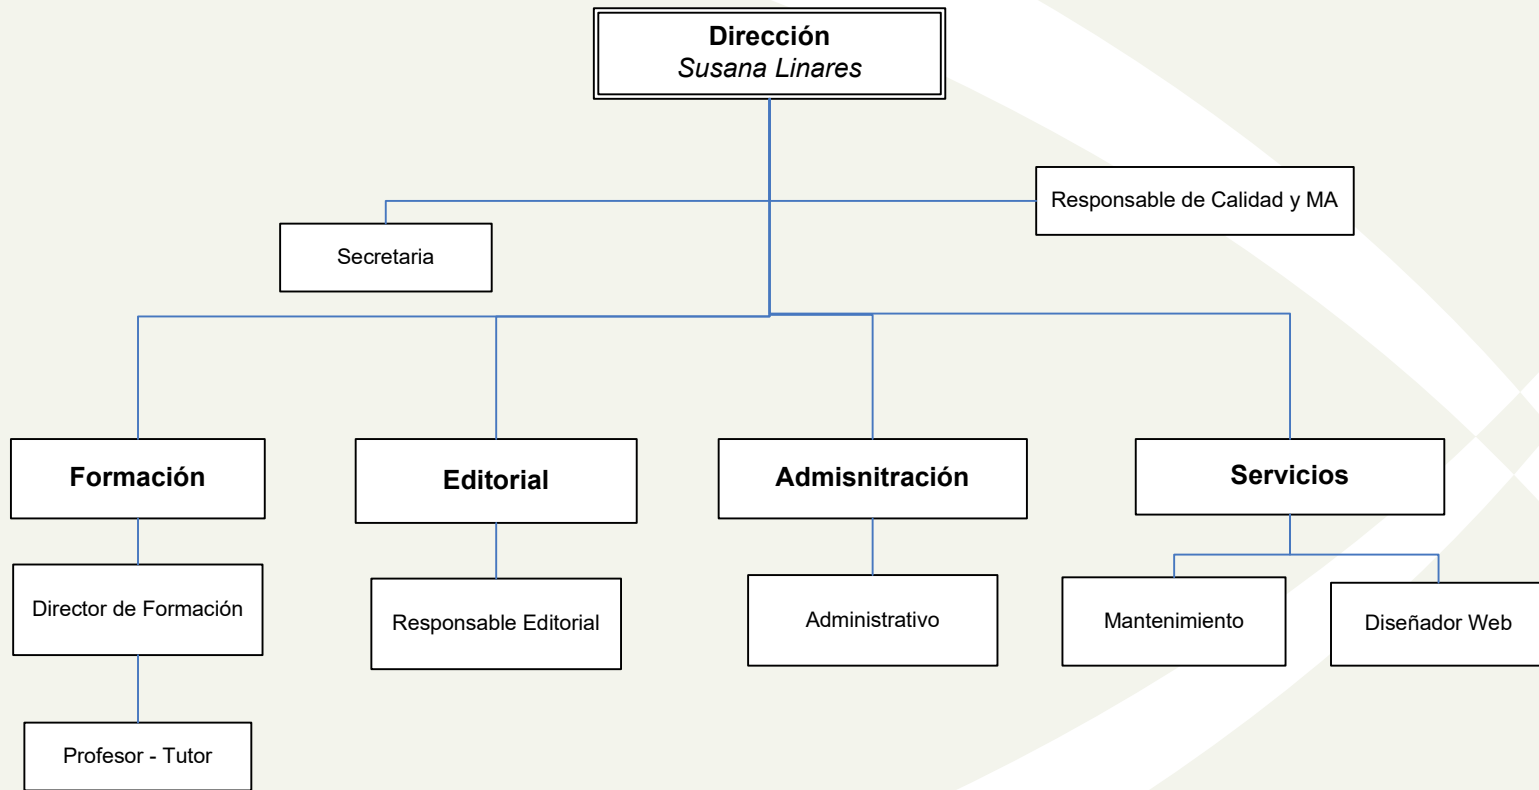 Dirección
Susana Linares
Responsable de Calidad y MA
Secretaria
Formación
Editorial
Admisnitración
Servicios
Director de Formación
Responsable Editorial
Administrativo
Mantenimiento
Diseñador Web
Profesor - Tutor